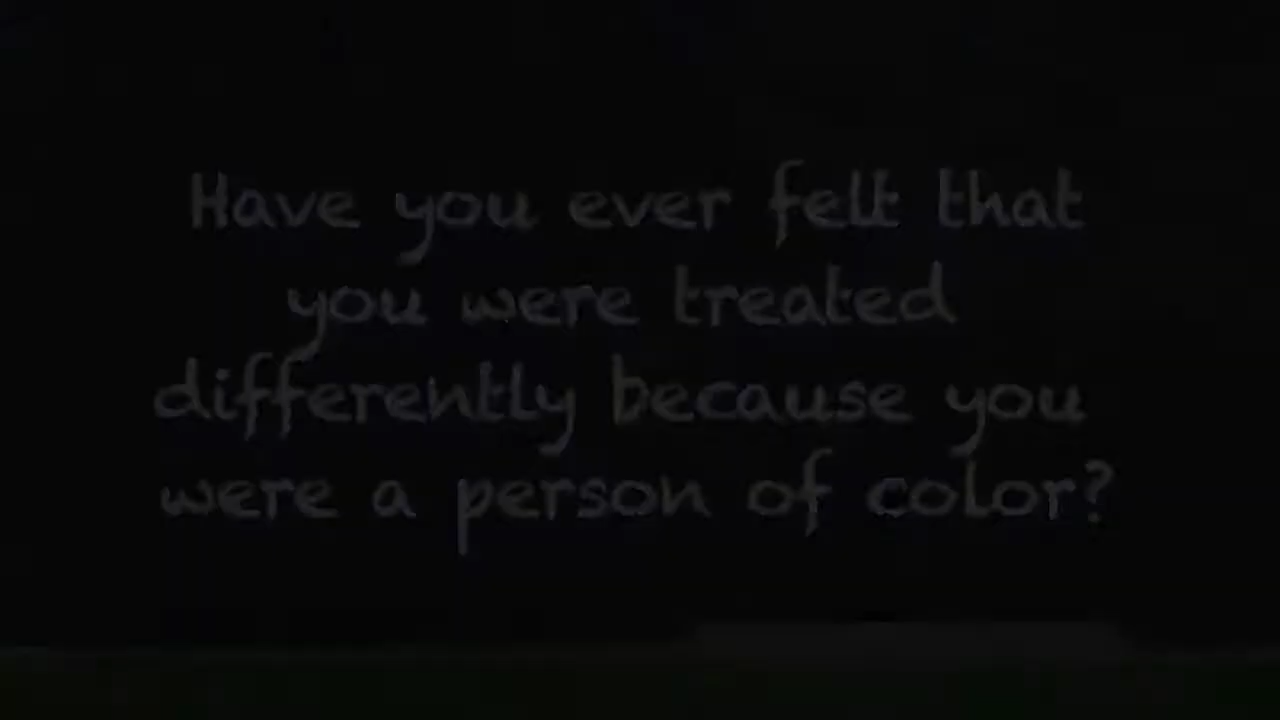 Have you ever felt that
you were treated
differently because you
were a person of color?